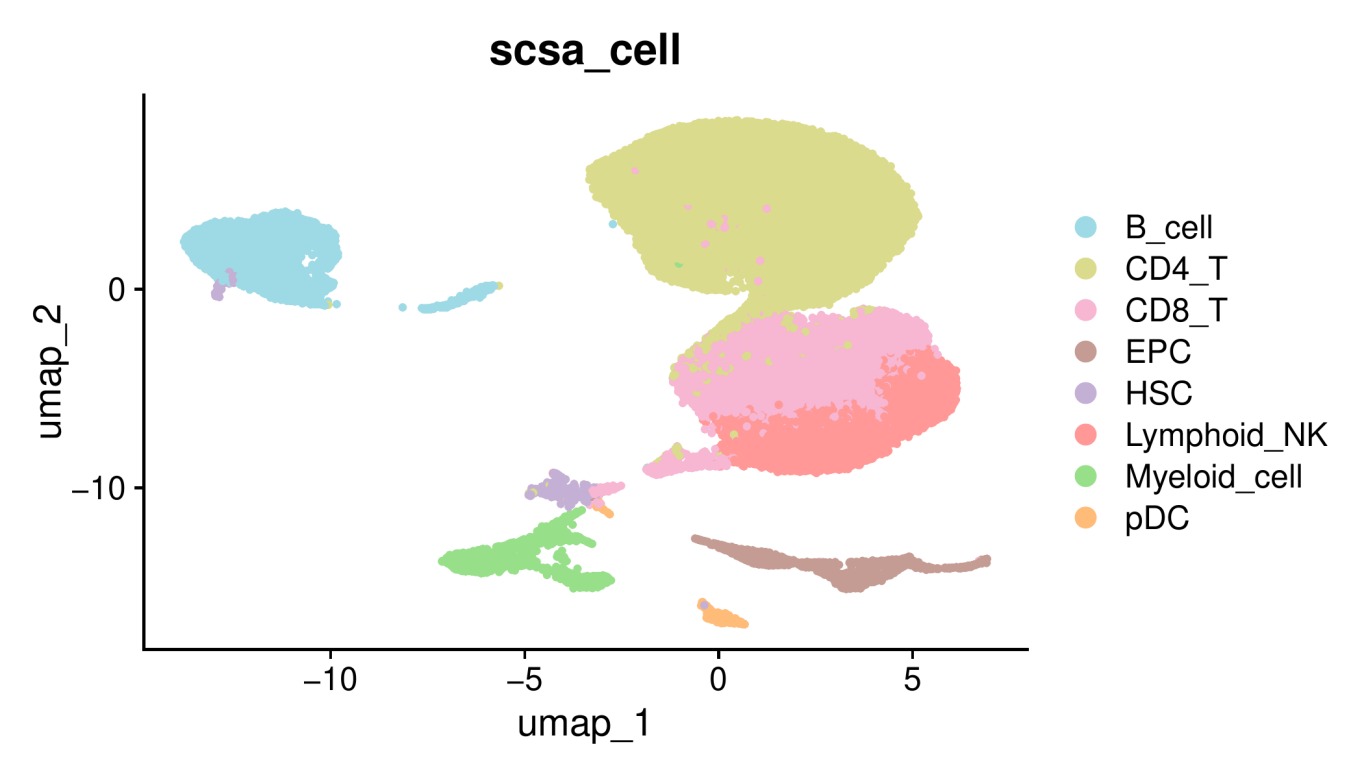 scsa_cell
umap_2
0
−10
−10
−5
0
5
umap_1
B_cell
CD4_T
CD8_T
EPC
HSC
Lymphoid_NK
Myeloid_cell
pDC